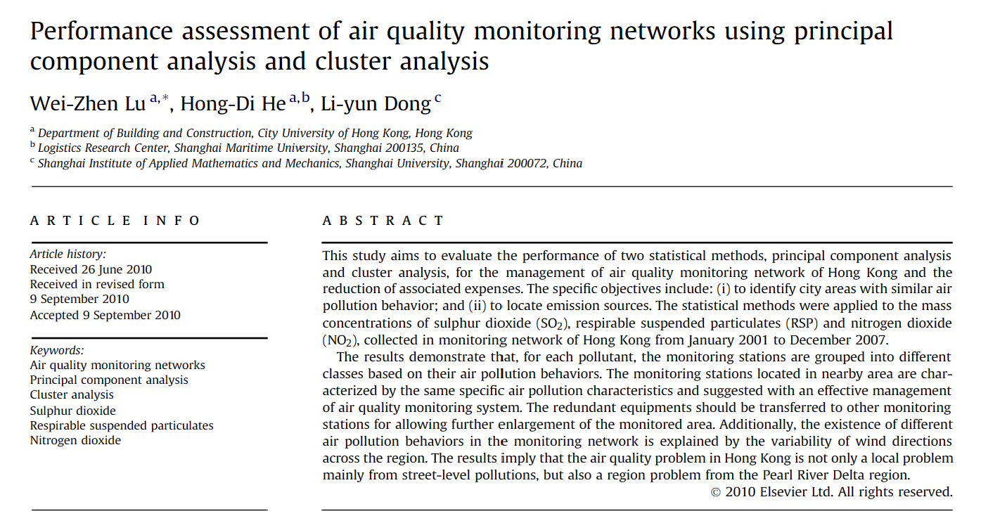 Performance assessment of air quality monitoring networks using principal
component analysis and cluster analysis
Wei-Zhen Lu a,*, Hong-Di He a,b, Li-yun Dong c
a Department of Building and Construction, City University of Hong Kong, Hong Kong
b Logistics Research Center, Shanghai Maritime University, Shanghai 200135, China
c Shanghai Institute of Applied Mathematics and Mechanics, Shanghai University, Shanghai 200072, China
ARTICLE INFO
Article history:
Received 26 June 2010
Received in revised form
9 September 2010
Accepted 9 September 2010
Keywords:
Air quality monitoring networks
Principal component analysis
Cluster analysis
Sulphur dioxide
Respirable suspended particulates
Nitrogen dioxide
ABSTRACT
This study aims to evaluate the performance of two statistical methods, principal component analysis
and cluster analysis, for the management of air quality monitoring network of Hong Kong and the
reduction of associated expenses. The specific objectives include: (i) to identify city areas with similar air
pollution behavior; and (ii) to locate emission sources. The statistical methods were applied to the mass
concentrations of sulphur dioxide (SO2), respirable suspended particulates (RSP) and nitrogen dioxide
(NO2), collected in monitoring network of Hong Kong from January 2001 to December 2007.
The results demonstrate that, for each pollutant, the monitoring stations are grouped into different
classes based on their air pollution behaviors. The monitoring stations located in nearby area are char-
acterized by the same specific air pollution characteristics and suggested with an effective management
of air quality monitoring system. The redundant equipments should be transferred to other monitoring
stations for allowing further enlargement of the monitored area. Additionally, the existence of different
air pollution behaviors in the monitoring network is explained by the variability of wind directions
across the region. The results imply that the air quality problem in Hong Kong is not only a local problem
mainly from street-level pollutions, but also a region problem from the Pearl River Delta region.
© 2010 Elsevier Ltd. All rights reserved.